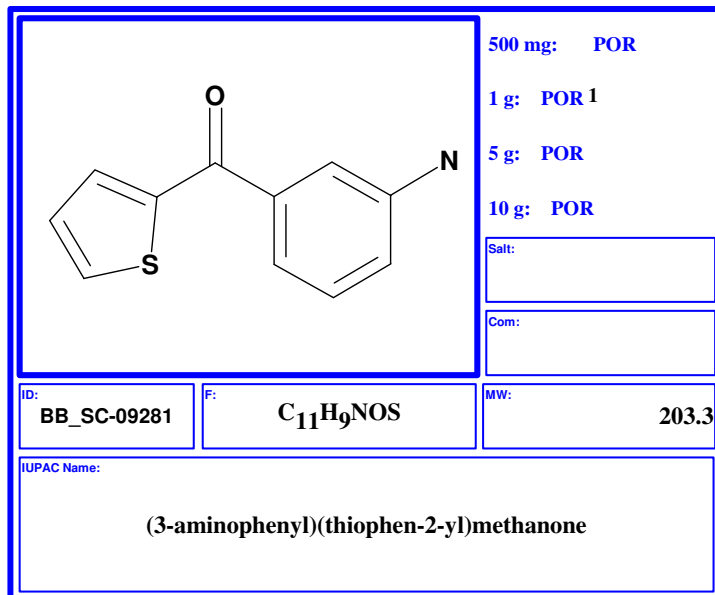 500 mg: POR
1 g: POR 1
5 g: POR
10 g: POR
O
N
S
Salt:
Com:
ID:
BB_SC-09281
F:
C11H9NOS
MW:
203.3
IUPAC Name:
(3-aminophenyl)(thiophen-2-yl)methanone